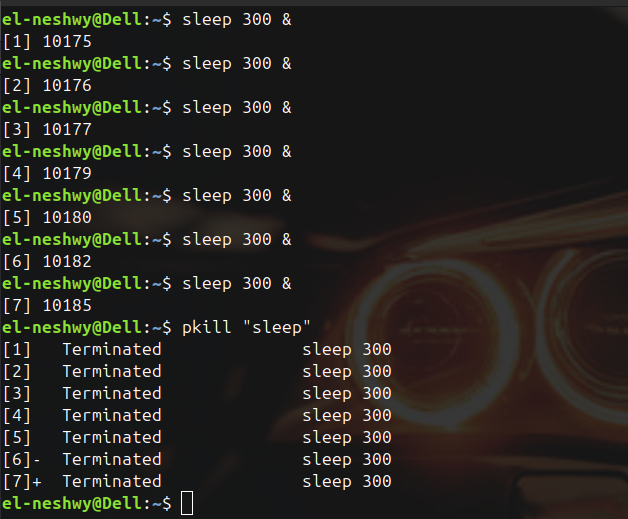 el-neshwy@Dell:~$ sleep 300 &
[1] 10175
el-neshwy@Dell:~$ sleep 300 &
[2] 10176
el-neshwy@Dell:~$ sleep 300 &
[3] 10177
el-neshwy@Dell:~$ sleep 300 &
[4] 10179
el-neshwy@Dell:~$ sleep 300 &
[5] 10180
el-neshwy@Dell:~$ sleep 300 &
[6] 10182
el-neshwy@Dell:~$ sleep 300 &
[7] 10185
el-neshwy@Dell:~$ pkill "sleep"
[1]   Terminated              sleep 300
[2]   Terminated              sleep 300
[3]   Terminated              sleep 300
[4]   Terminated              sleep 300
[5]   Terminated              sleep 300
[6]-  Terminated              sleep 300
[7]+  Terminated              sleep 300
el-neshwy@Dell:~$